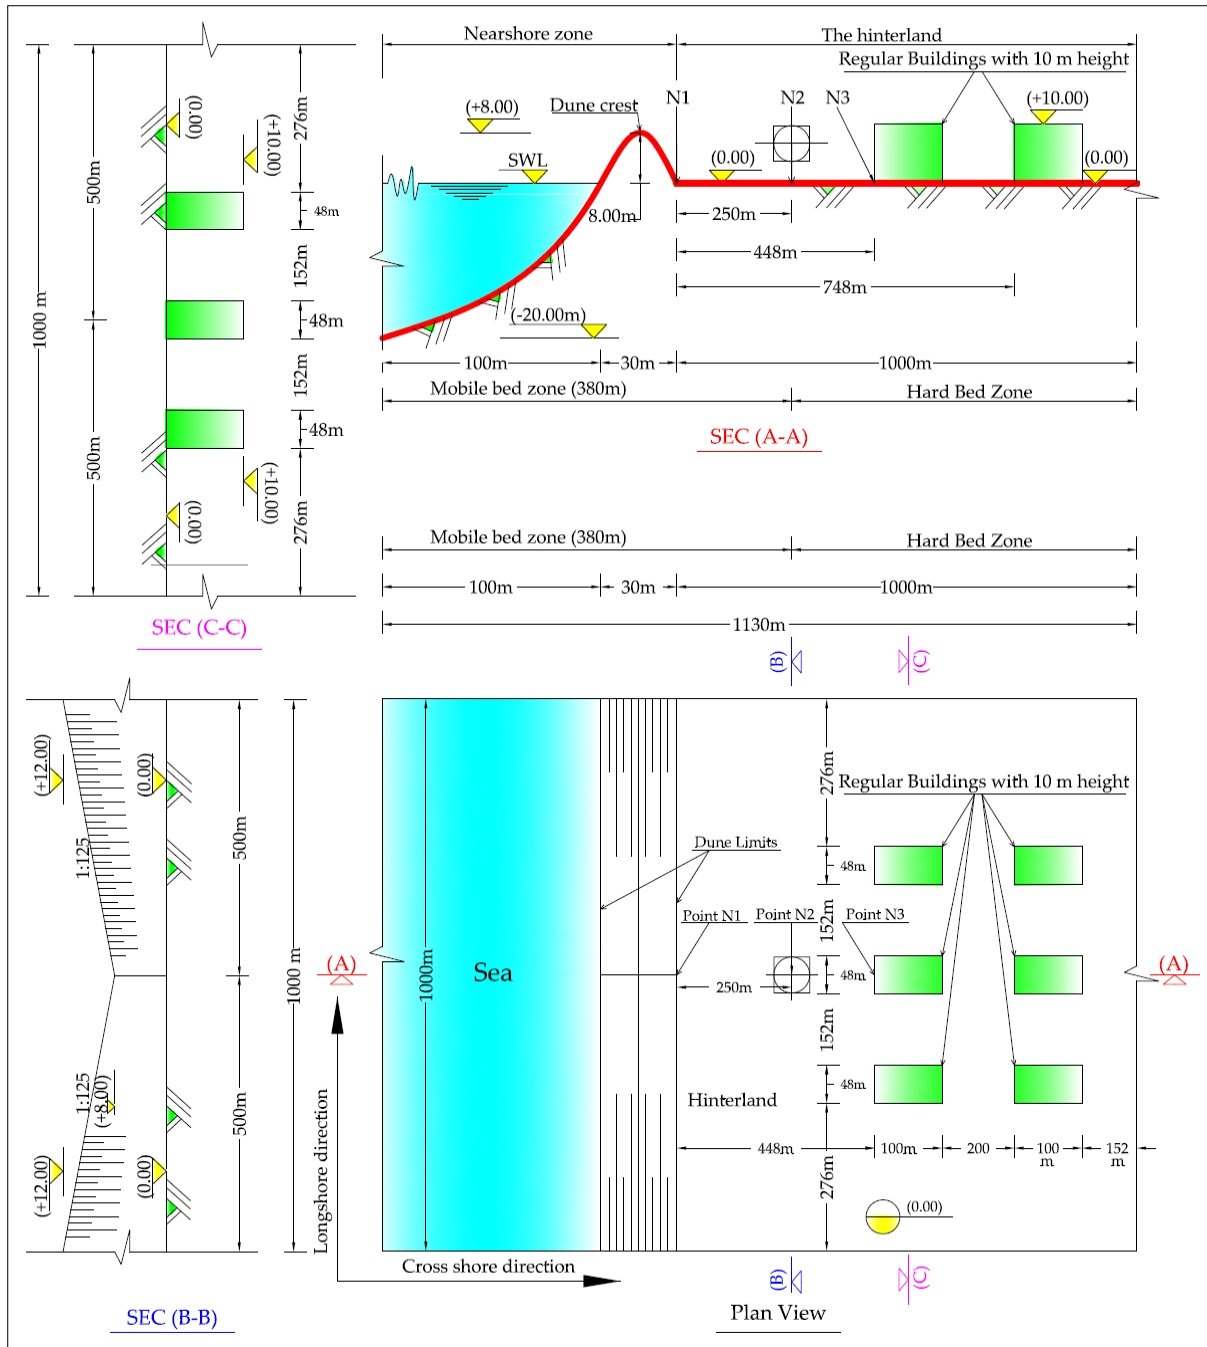 Nearshore zone
The hinterland
Regular Buildings with 10 m height
(+8.00)
Dune crest
N1
N2
N3
(+10.00)
SWL
(0.00)
(0.00)
8.00m
250m
448m
748m
(-20.00m)
100m
30m
1000m
Mobile bed zone (380m)
Hard Bed Zone
SEC (A-A)
1000 m
500m
500m
(0.00)
(+10.00)
276m
48m
152m
48m
152m
48m
(+10.00)
(0.00)
276m
SEC (C-C)
Mobile bed zone (380m)
Hard Bed Zone
100m
30m
1000m
1130m
(B)
(C)
(+12.00)
(0.00)
1:125
500m
1000 m
1:125
(+8.00)
500m
(+12.00)
(0.00)
SEC (B-B)
276m
Regular Buildings with 10 m height
Dune Limits
48m
Point N1
Point N2
152m
Point N3
(A)
Sea
1000m
250m
48m
(A)
152m
48m
Hinterland
448m
100m
200
100
m
152
m
276m
(0.00)
Longshore direction
Cross shore direction
(B)
(C)
Plan View